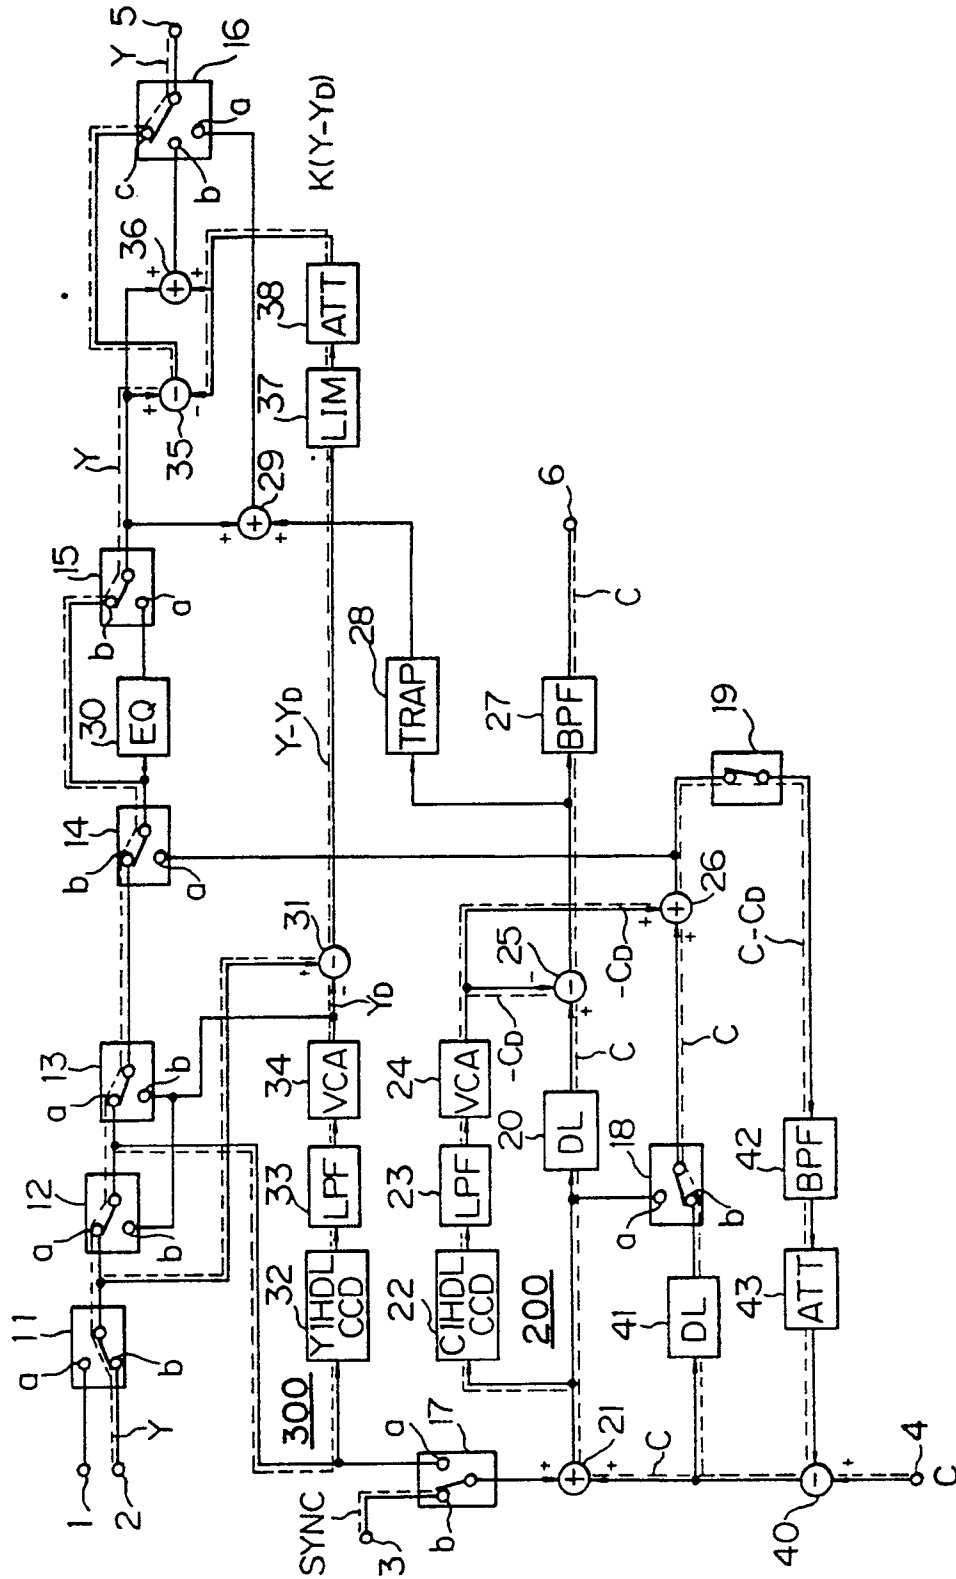 1
2
Y
11
a
b
12
a
b
13
a
b
14
b
a
30
EQ
15
b
a
Y
35
+
-
-
36
+
+
+
c
b
a
16
Y
5
300
32
Y1HDL
CCD
33
LPF
34
VCA
YD
31
+
-
-
Y-YD
37
LIM
38
ATT
K(Y-YD)
29
+
+
+
28
TRAP
SYNC
3
17
a
b
200
22
C1HDL
CCD
23
LPF
24
VCA
-CD
-CD
20
DL
C
25
-
-
+
27
BPF
C
6
21
+
+
+
C
18
a
b
41
DL
C
26
+
+
+
19
C-CD
42
BPF
43
ATT
40
-
+
4
C